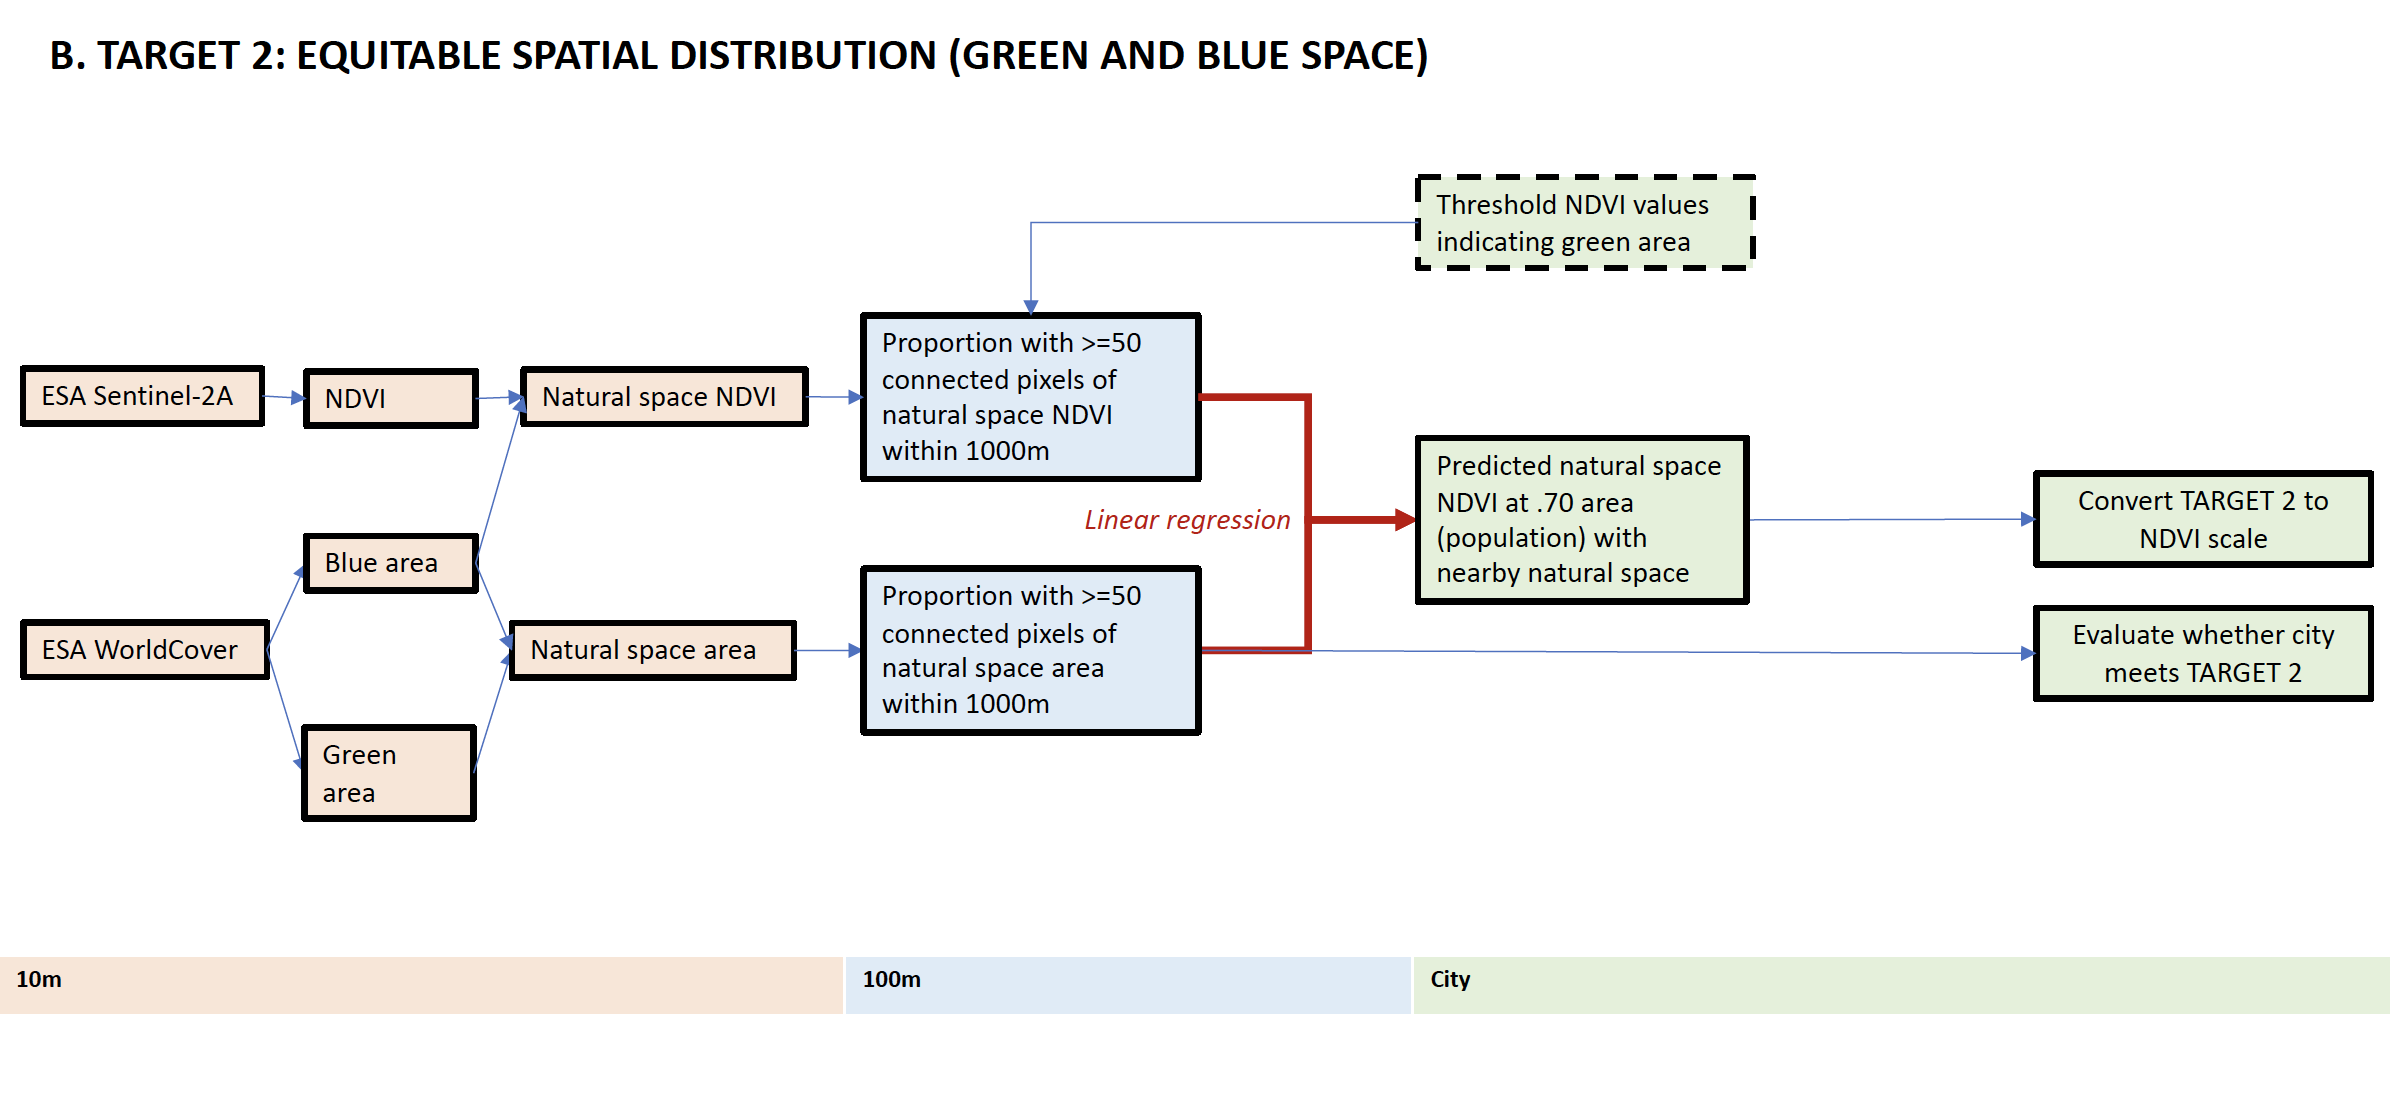 B. TARGET 2: EQUITABLE SPATIAL DISTRIBUTION (GREEN AND BLUE SPACE)
Threshold NDVI values
indicating green area
ESA Sentinel-2A
NDVI
Natural space NDVI
Proportion with >=50
connected pixels of
natural space NDVI
within 1000m
Linear regression
Predicted natural space
NDVI at .70 area
(population) with
nearby natural space
Convert TARGET 2 to
NDVI scale
Blue area
ESA WorldCover
Natural space area
Proportion with >=50
connected pixels of
natural space area
within 1000m
Evaluate whether city
meets TARGET 2
Green
area
10m
100m
City